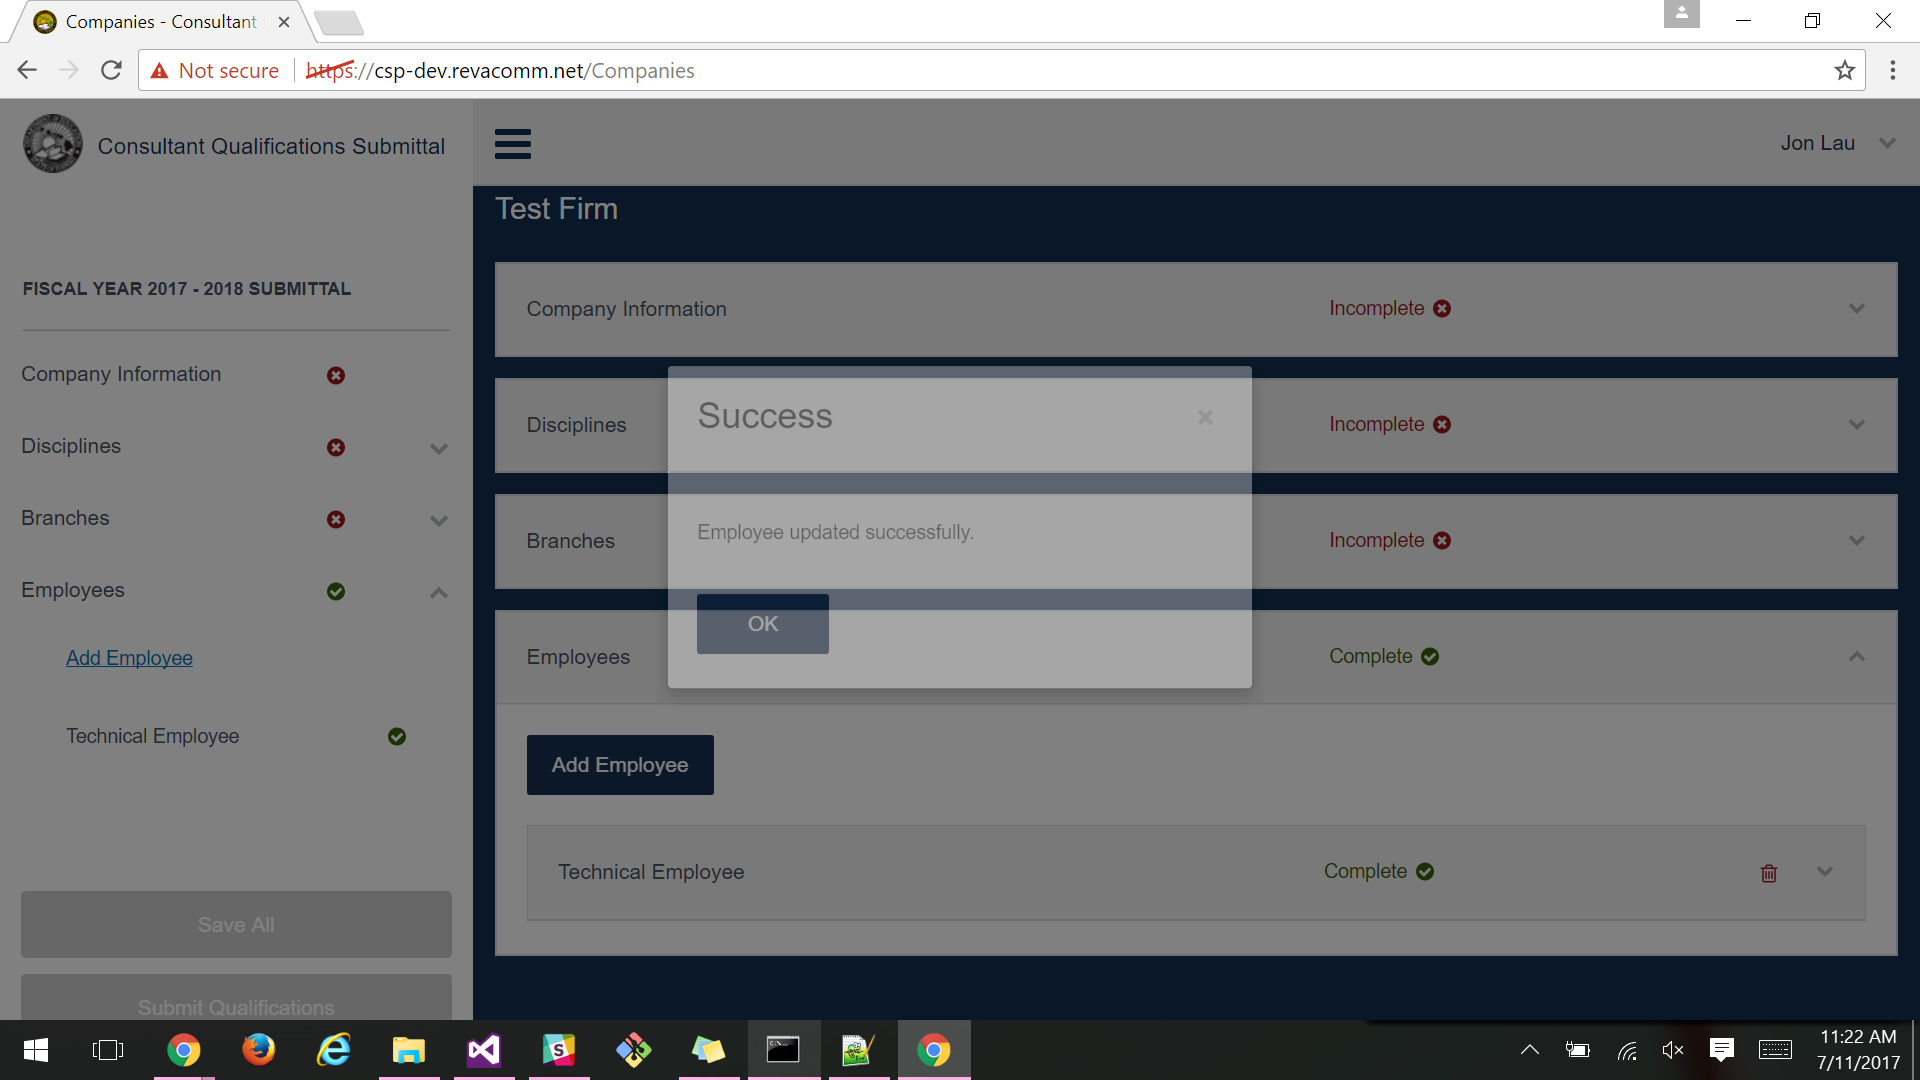 Companies - Consultant
Not secure
https://csp-dev.revacomm.net/Companies
Consultant Qualifications Submittal
Jon Lau
Test Firm
FISCAL YEAR 2017 - 2018 SUBMITTAL
Company Information
Disciplines
Branches
Employees
Add Employee
Technical Employee
Save All
Submit Qualifications
Company Information Incomplete
Disciplines Incomplete
Branches Incomplete
Employees Complete
Add Employee
Technical Employee Complete
Success
Employee updated successfully.
OK
11:22 AM
7/11/2017